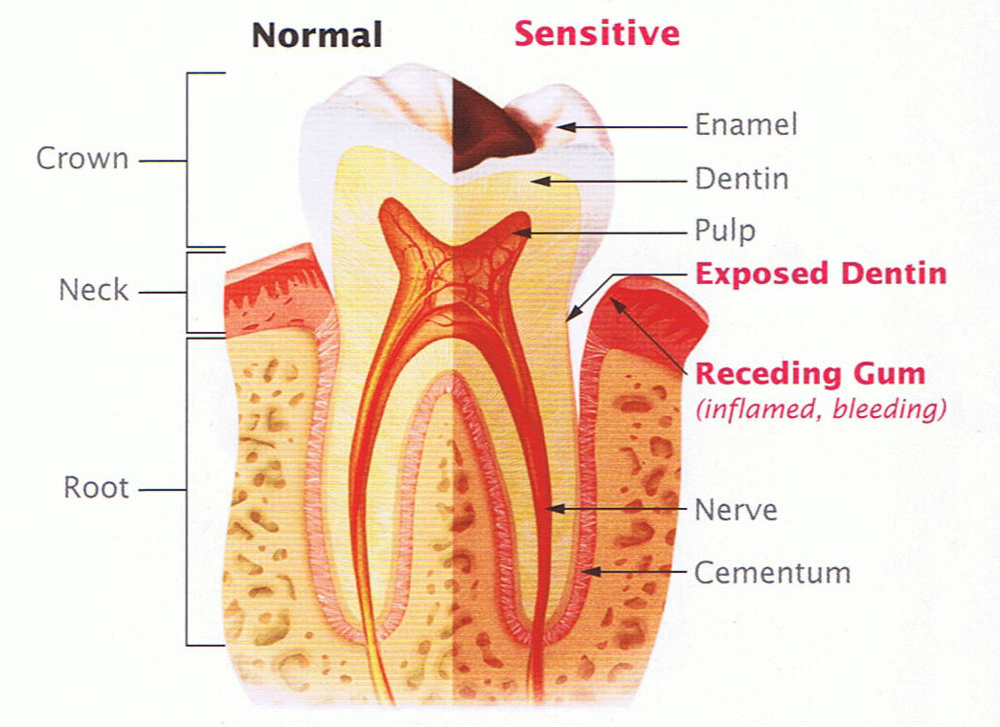 Normal
Sensitive
Crown
Neck
Root
Enamel
Dentin
Pulp
Exposed Dentin
Receding Gum
(inflamed, bleeding)
Nerve
Cementum